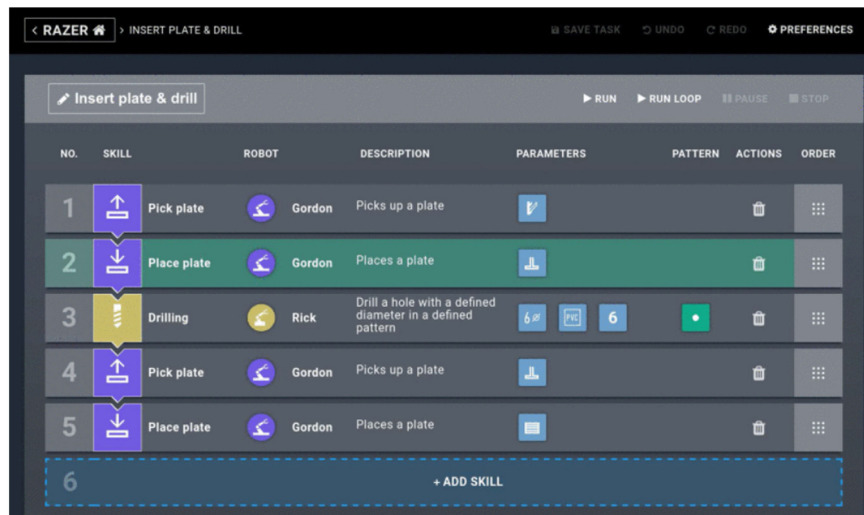 < RAZER > INSERT PLATE & DRILL
SAVE TASK UNDO REDO PREFERENCES
Insert plate & drill
RUN RUN LOOP PAUSE STOP
NO. SKILL ROBOT DESCRIPTION PARAMETERS PATTERN ACTIONS ORDER
1 Pick plate Gordon Picks up a plate
2 Place plate Gordon Places a plate
3 Drilling Rick Drill a hole with a defined
diameter in a defined
pattern
6 ø PVC 6
4 Pick plate Gordon Picks up a plate
5 Place plate Gordon Places a plate
6 + ADD SKILL